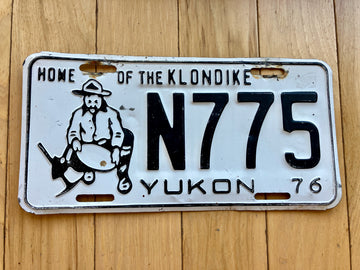 HOME OF THE KLONDIKE
N775
YUKON 76